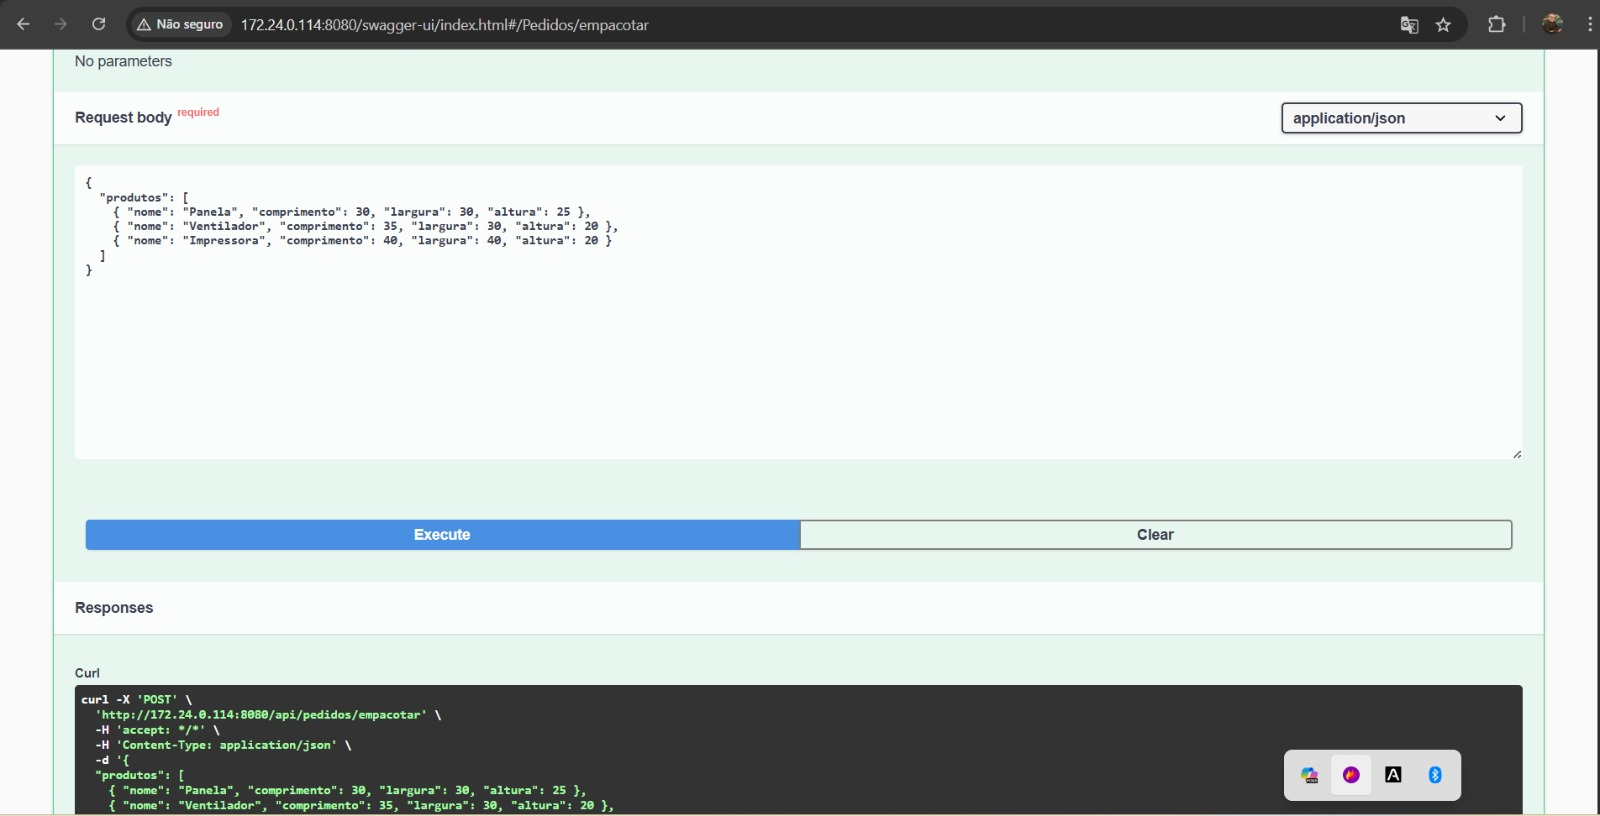 Não seguro
172.24.0.114:8080/swagger-ui/index.html#/Pedidos/empacotar
No parameters
Request body required
application/json
{
  "produtos": [
    { "nome": "Panela", "comprimento": 30, "largura": 30, "altura": 25 },
    { "nome": "Ventilador", "comprimento": 35, "largura": 30, "altura": 20 },
    { "nome": "Impressora", "comprimento": 40, "largura": 40, "altura": 20 }
  ]
}
Execute
Clear
Responses
Curl
curl -X 'POST' \
  'http://172.24.0.114:8080/api/pedidos/empacotar' \
  -H 'accept: */*' \
  -H 'Content-Type: application/json' \
  -d '{
  "produtos": [
    { "nome": "Panela", "comprimento": 30, "largura": 30, "altura": 25 },
    { "nome": "Ventilador", "comprimento": 35, "largura": 30, "altura": 20 },